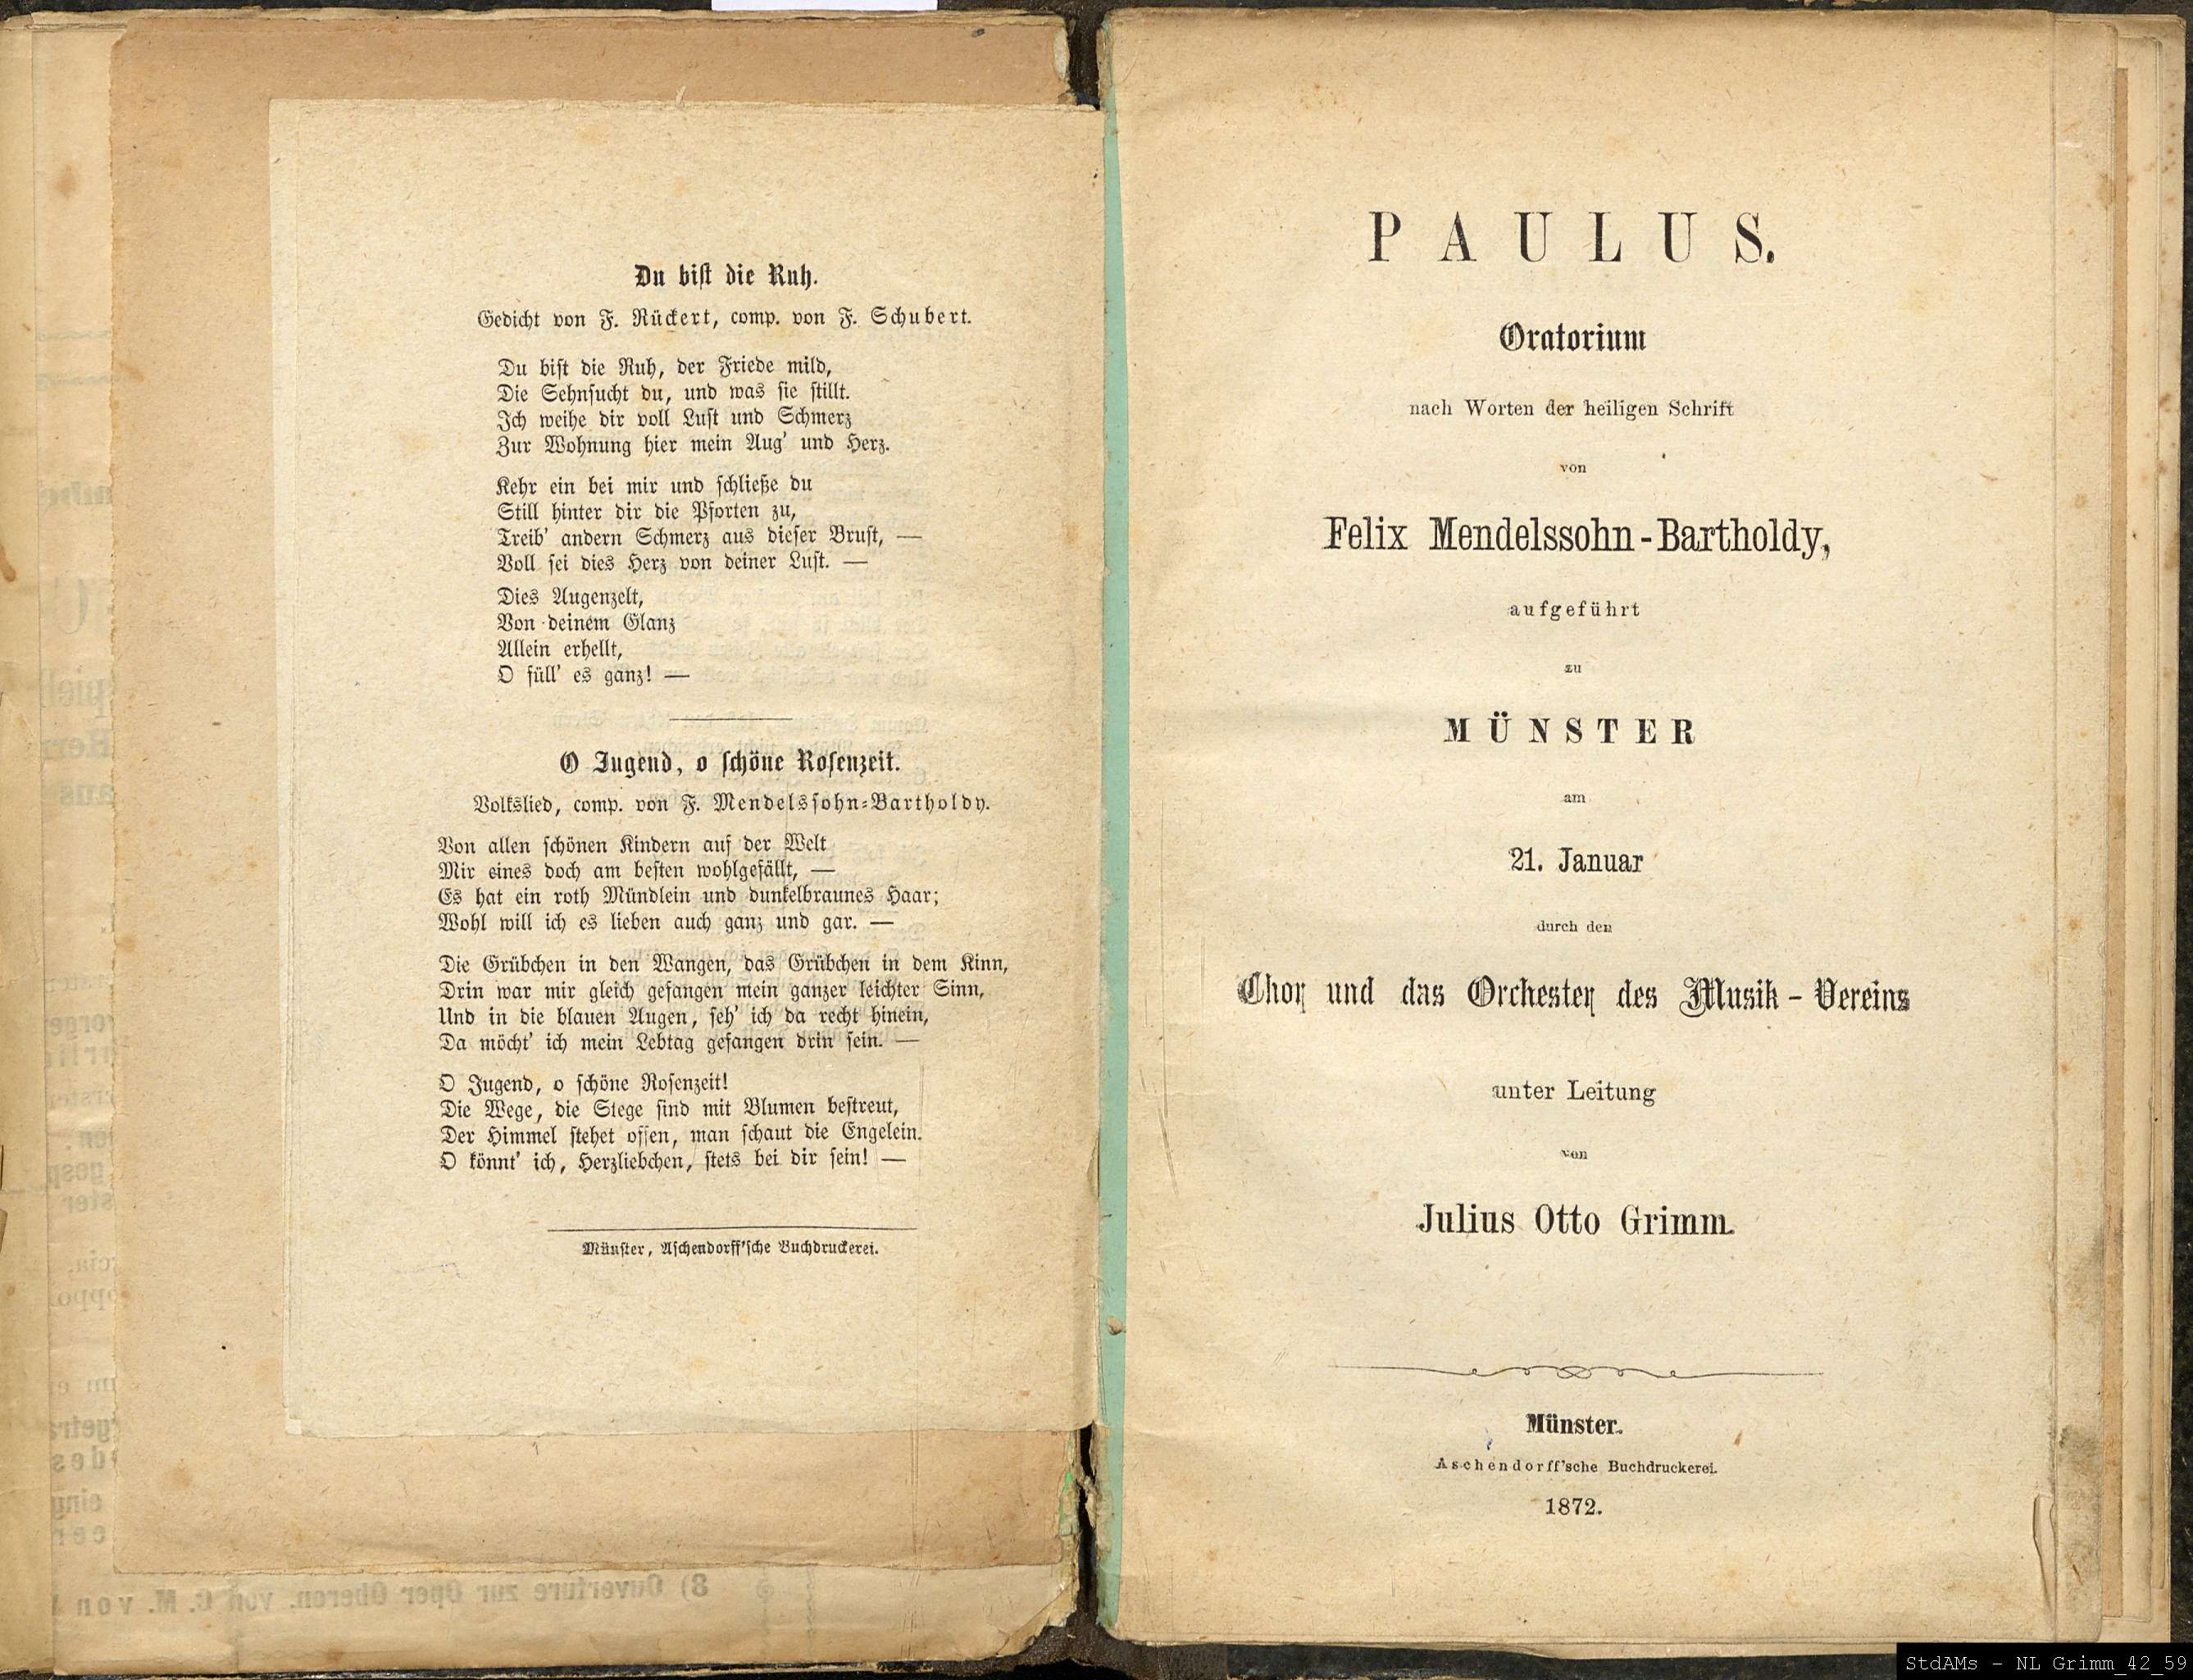 Du bist die Ruh.
Gedicht von F. Rückert, comp. von F. Schubert.
Du bist die Ruh, der Friede mild,
Die Sehnsucht du, und was sie stillt.
Ich weihe dir voll Lust und Schmerz
Zur Wohnung hier mein Aug' und Herz.
Kehr ein bei mir und schließe du
Still hinter dir die Pforten zu,
Treib' andern Schmerz aus dieser Brust, —
Voll sei dies Herz von deiner Lust. —
Dies Augenzelt,
Von deinem Glanz
Allein erhellt,
O füll' es ganz! —
O Jugend, o schöne Rosenzeit.
Volkslied, comp. von F. Mendelssohn-Bartholdy.
Von allen schönen Kindern auf der Welt
Mir eines doch am besten wohlgefällt, —
Es hat ein roth Mündlein und dunkelbraunes Haar;
Wohl will ich es lieben auch ganz und gar. —
Die Grübchen in den Wangen, das Grübchen in dem Kinn,
Drin war mir gleich gefangen mein ganzer leichter Sinn,
Und in die blauen Augen, seh' ich da recht hinein,
Da möcht' ich mein Lebtag gefangen drin sein. —
O Jugend, o schöne Rosenzeit!
Die Wege, die Stege sind mit Blumen bestreut,
Der Himmel stehet offen, man schaut die Engelein.
O könnt' ich, Herzliebchen, stets bei dir sein! —
Münster, Aschendorff'sche Buchdruckerei.
8) Ouverture zur Oper Oberon, von C. M. von
PAULUS.
Oratorium
nach Worten der heiligen Schrift
von
Felix Mendelssohn-Bartholdy,
aufgeführt
zu
MÜNSTER
am
21. Januar
durch den
Chor und das Orchester des Musik-Vereins
unter Leitung
von
Julius Otto Grimm.
Münster.
Aschendorff'sche Buchdruckerei.
1872.
StdAMs - NL Grimm_42_59